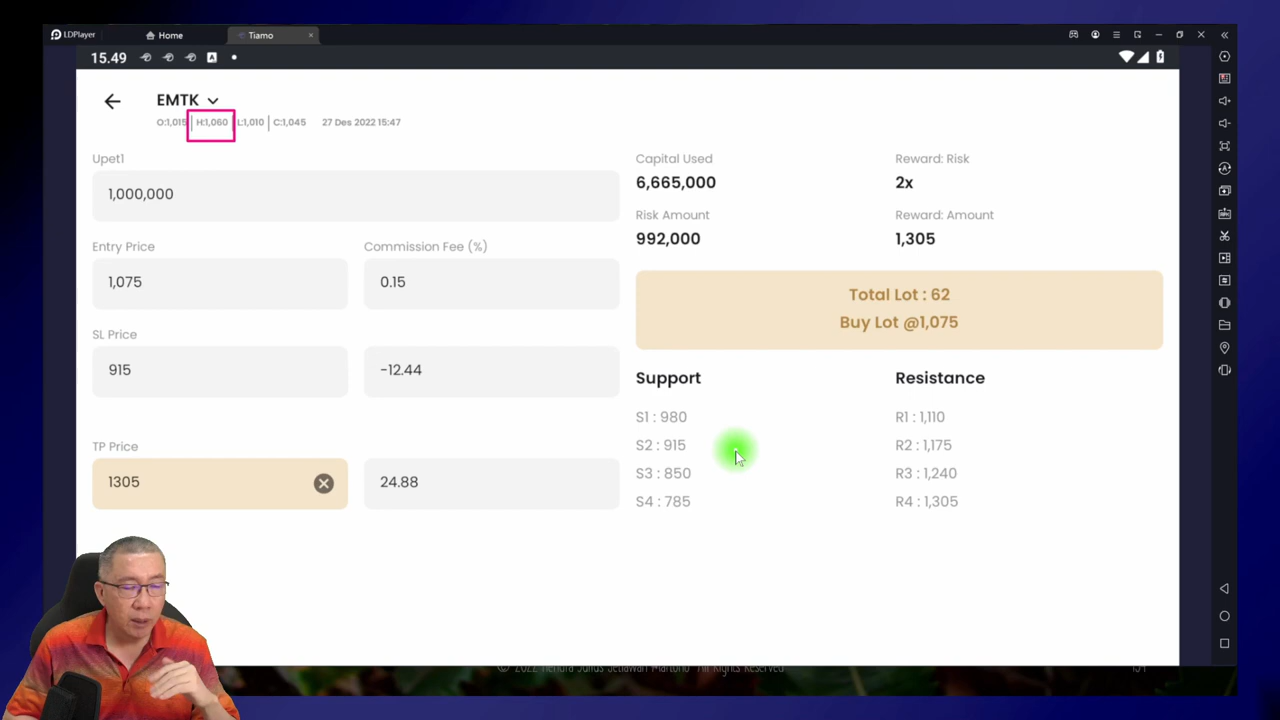 LDPlayer
Home
Tiamo
15.49
A
EMTK
O:1,015 H:1,060 L:1,010 C:1,045 27 Des 2022 15:47
Upet1
1,000,000
Entry Price
Commission Fee (%)
1,075
0.15
SL Price
915
-12.44
TP Price
1305
24.88
Capital Used
Reward: Risk
6,665,000
2x
Risk Amount
Reward: Amount
992,000
1,305
Total Lot : 62
Buy Lot @1,075
Support
Resistance
S1 : 980
R1 : 1,110
S2 : 915
R2 : 1,175
S3 : 850
R3 : 1,240
S4 : 785
R4 : 1,305